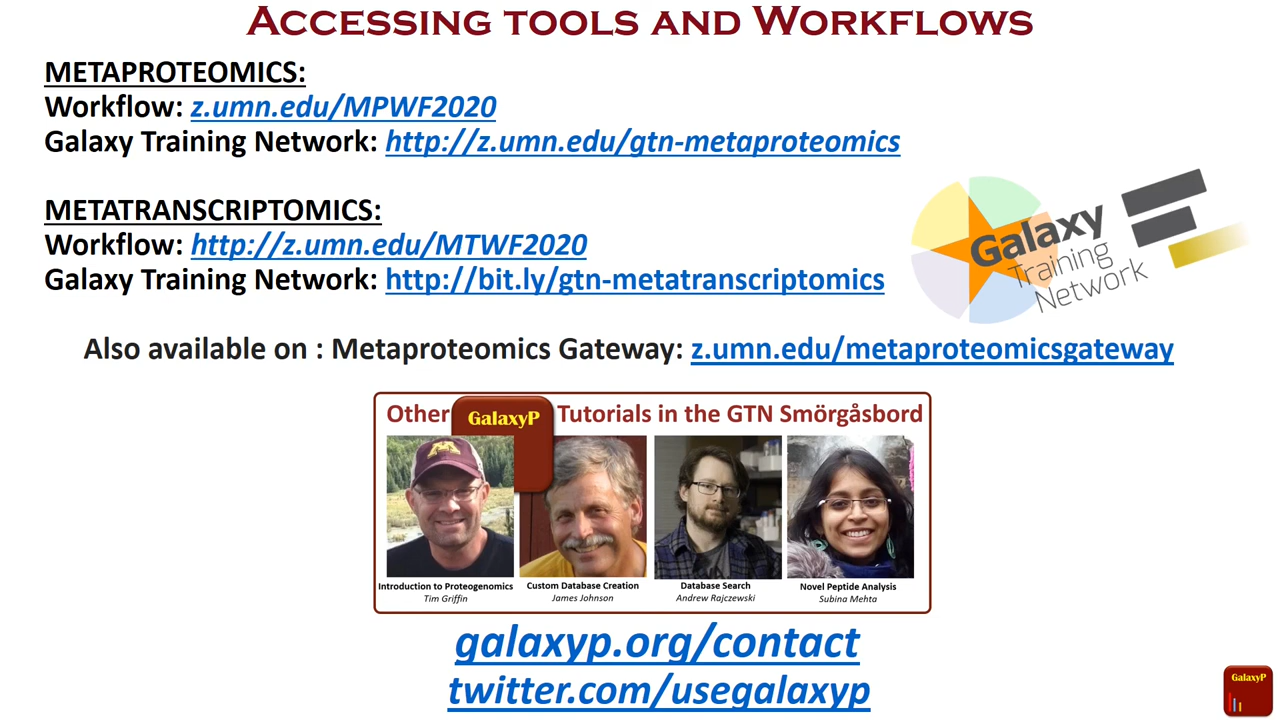 ACCESSING TOOLS AND WORKFLOWS
METAPROTEOMICS:
Workflow: z.umn.edu/MPWF2020
Galaxy Training Network: http://z.umn.edu/gtn-metaproteomics
METATRANSCRIPTOMICS:
Workflow: http://z.umn.edu/MTWF2020
Galaxy Training Network: http://bit.ly/gtn-metatranscriptomics
Galaxy
Training
Network
Also available on : Metaproteomics Gateway: z.umn.edu/metaproteomicsgateway
Other GalaxyP Tutorials in the GTN Smörgåsbord
Introduction to Proteogenomics
Tim Griffin
Custom Database Creation
James Johnson
Database Search
Andrew Rajczewski
Novel Peptide Analysis
Subina Mehta
galaxyp.org/contact
twitter.com/usegalaxyp
GalaxyP